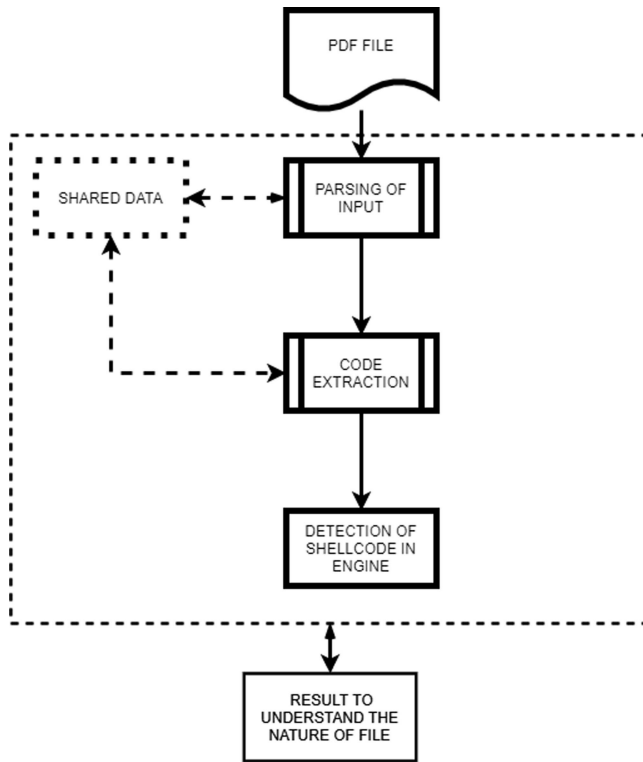 PDF FILE
SHARED DATA
PARSING OF
INPUT
CODE
EXTRACTION
DETECTION OF
SHELLCODE IN
ENGINE
RESULT TO
UNDERSTAND THE
NATURE OF FILE